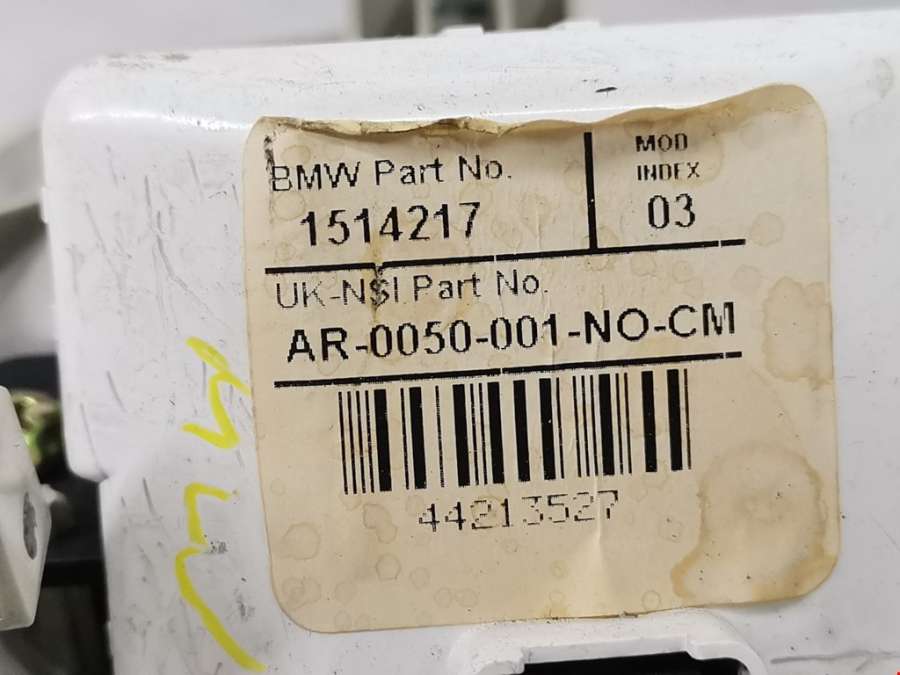 BMW Part No.
1514217
MOD
INDEX
03
UK-NSI Part No.
AR-0050-001-NO-CM
44213527